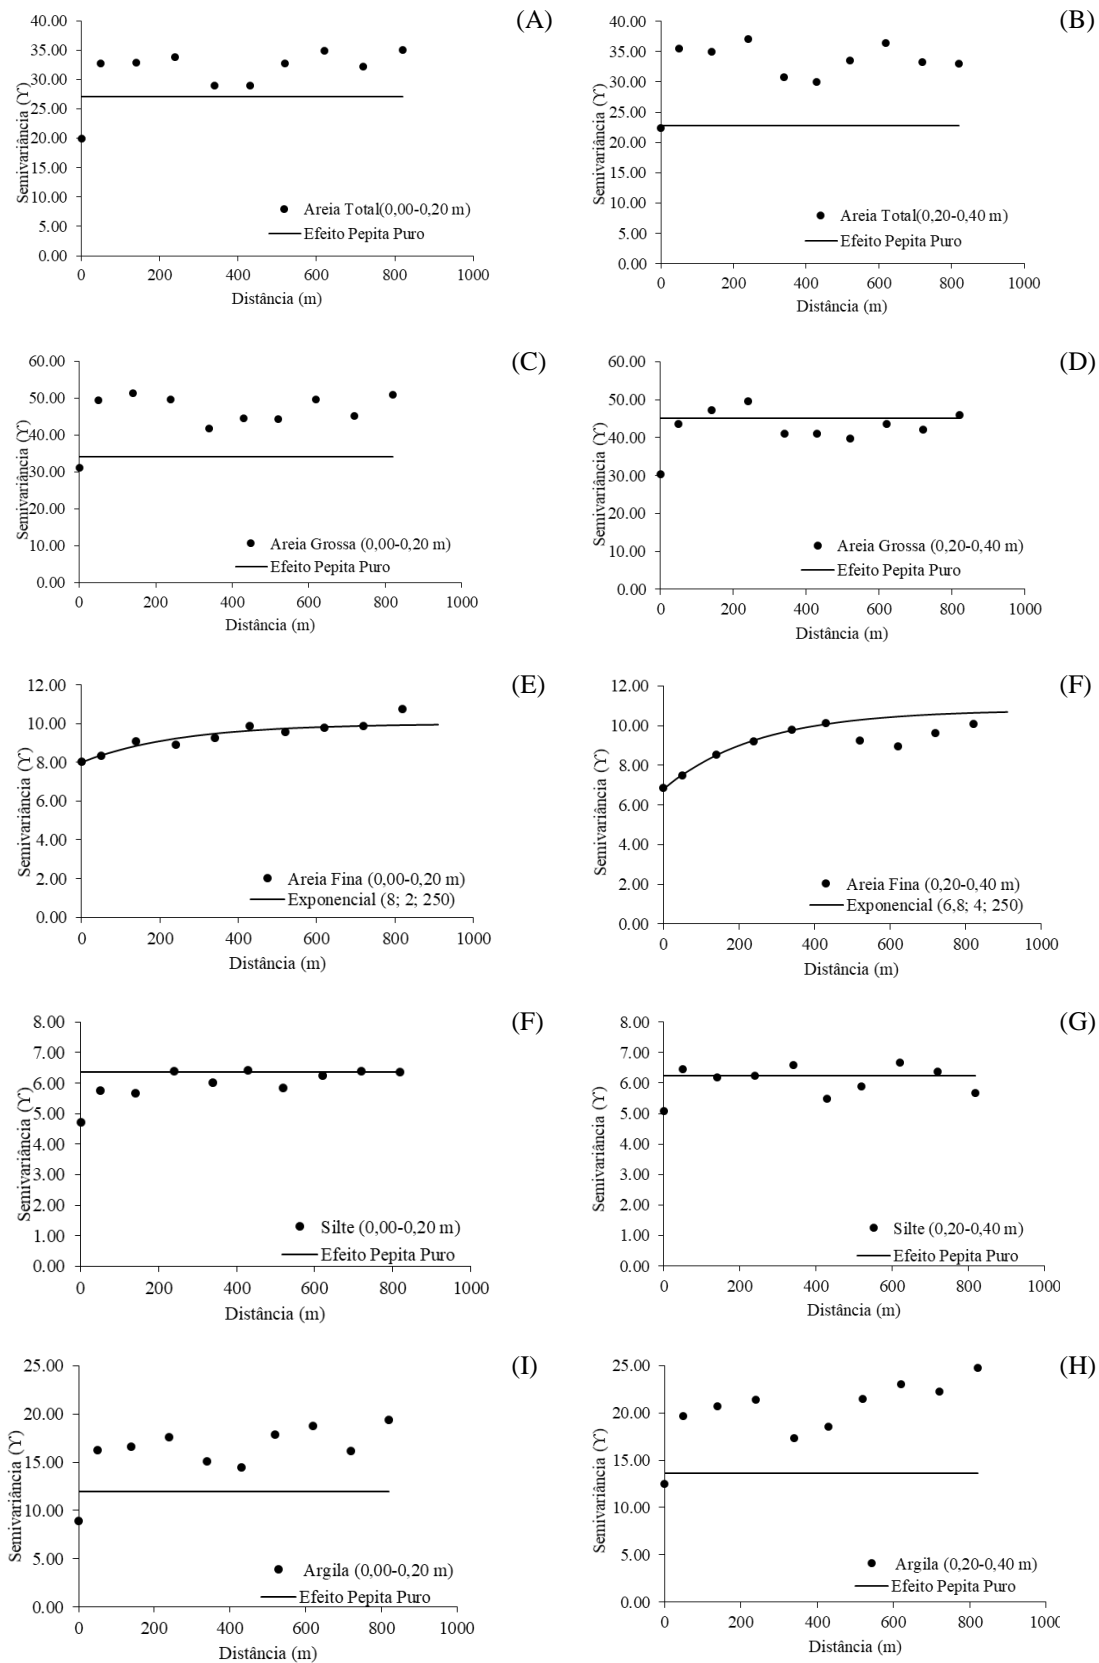 (A)
40.00
35.00
30.00
25.00
20.00
15.00
10.00
5.00
0.00
Semivariância (ϒ)
Areia Total(0,00-0,20 m)
Efeito Pepita Puro
0 200 400 600 800 1000
Distância (m)
(B)
40.00
35.00
30.00
25.00
20.00
15.00
10.00
5.00
0.00
Semivariância (ϒ)
Areia Total(0,20-0,40 m)
Efeito Pepita Puro
0 200 400 600 800 1000
Distância (m)
(C)
60.00
50.00
40.00
30.00
20.00
10.00
0.00
Semivariância (ϒ)
Areia Grossa (0,00-0,20 m)
Efeito Pepita Puro
0 200 400 600 800 1000
Distância (m)
(D)
60.00
50.00
40.00
30.00
20.00
10.00
0.00
Semivariância (ϒ)
Areia Grossa (0,20-0,40 m)
Efeito Pepita Puro
0 200 400 600 800 1000
Distância (m)
(E)
12.00
10.00
8.00
6.00
4.00
2.00
0.00
Semivariância (ϒ)
Areia Fina (0,00-0,20 m)
Exponencial (8; 2; 250)
0 200 400 600 800 1000
Distância (m)
(F)
12.00
10.00
8.00
6.00
4.00
2.00
0.00
Semivariância (ϒ)
Areia Fina (0,20-0,40 m)
Exponencial (6,8; 4; 250)
0 200 400 600 800 1000
Distância (m)
(F)
8.00
7.00
6.00
5.00
4.00
3.00
2.00
1.00
0.00
Semivariância (ϒ)
Silte (0,00-0,20 m)
Efeito Pepita Puro
0 200 400 600 800 1000
Distância (m)
(G)
8.00
7.00
6.00
5.00
4.00
3.00
2.00
1.00
0.00
Semivariância (ϒ)
Silte (0,20-0,40 m)
Efeito Pepita Puro
0 200 400 600 800 1000
Distância (m)
(I)
25.00
20.00
15.00
10.00
5.00
0.00
Semivariância (ϒ)
Argila (0,00-0,20 m)
Efeito Pepita Puro
0 200 400 600 800 1000
Distância (m)
(H)
25.00
20.00
15.00
10.00
5.00
0.00
Semivariância (ϒ)
Argila (0,20-0,40 m)
Efeito Pepita Puro
0 200 400 600 800 1000
Distância (m)